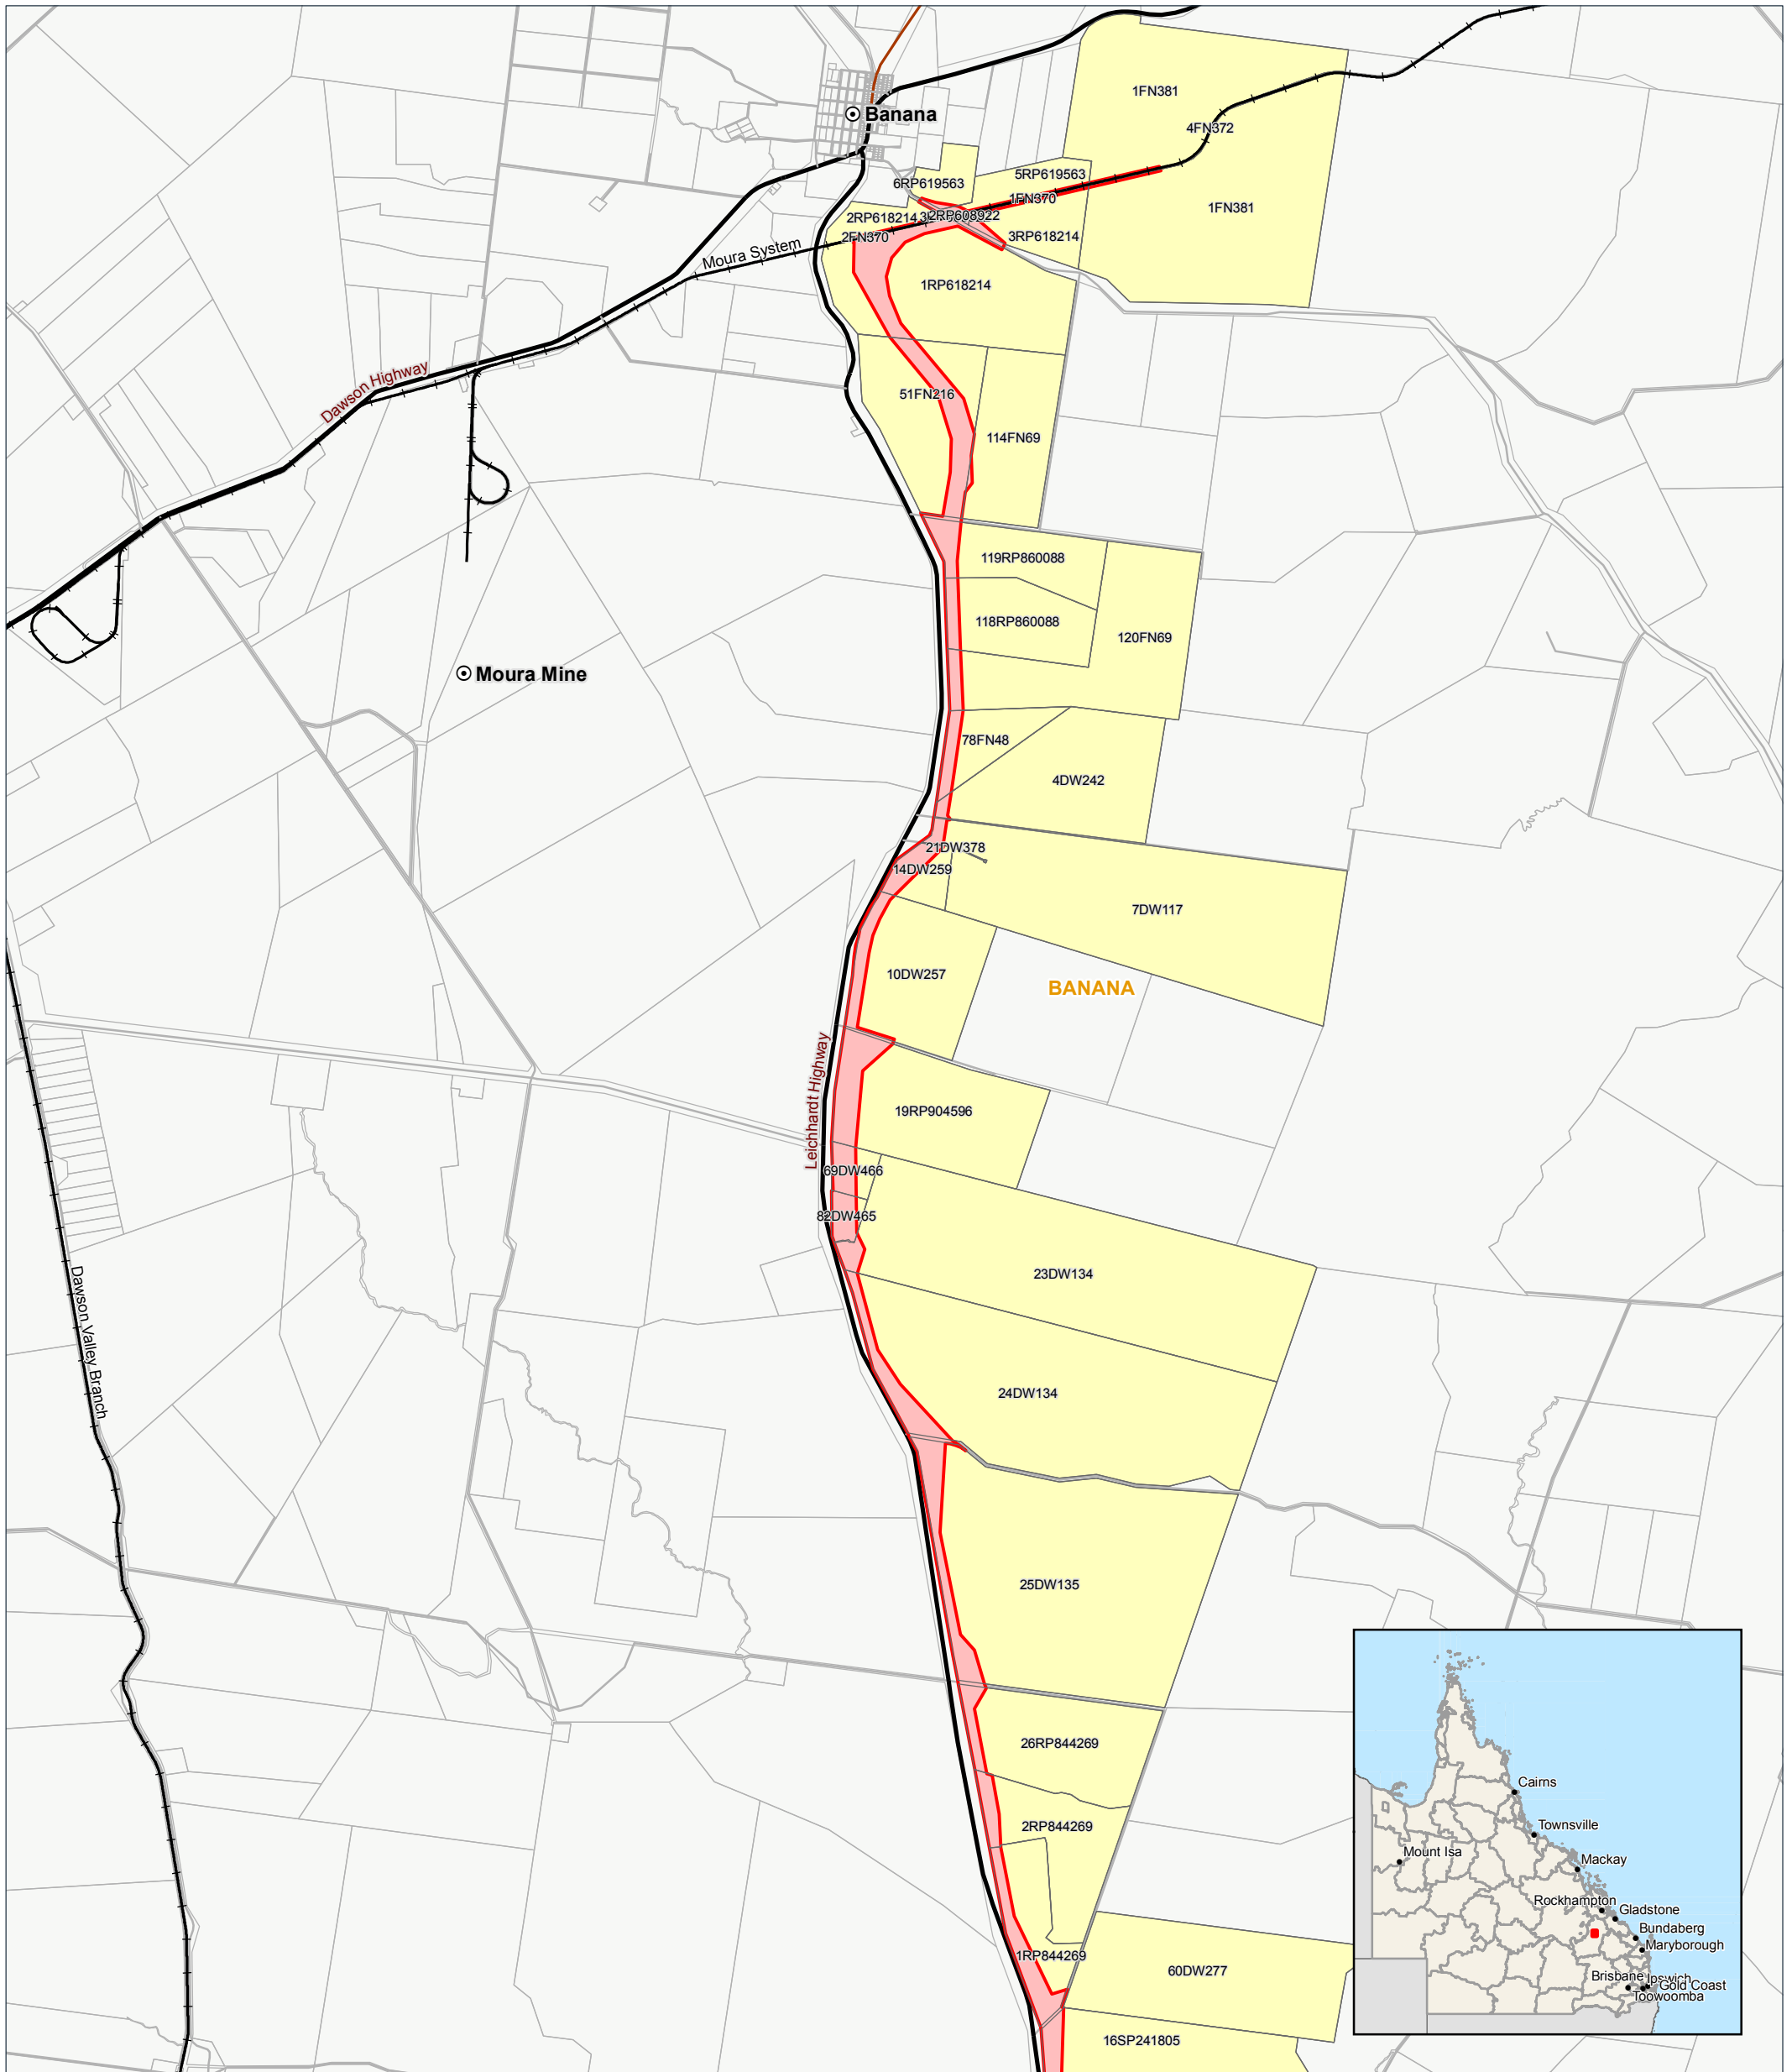 1FN381
Banana
4FN372
5RP619563
6RP619563
1FN370
1FN381
2RP618214
2RP608922
2FN370
3RP618214
Moura System
1RP618214
Dawson Highway
51FN216
114FN69
119RP860088
118RP860088
120FN69
Moura Mine
78FN48
4DW242
21DW378
14DW259
7DW117
10DW257
BANANA
Leichhardt Highway
19RP904596
69DW466
82DW465
23DW134
Dawson Valley Branch
24DW134
25DW135
26RP844269
2RP844269
1RP844269
60DW277
16SP241805
Cairns
Townsville
Mount Isa
Mackay
Rockhampton
Gladstone
Bundaberg
Maryborough
Brisbane
Ipswich
Gold Coast
Toowoomba